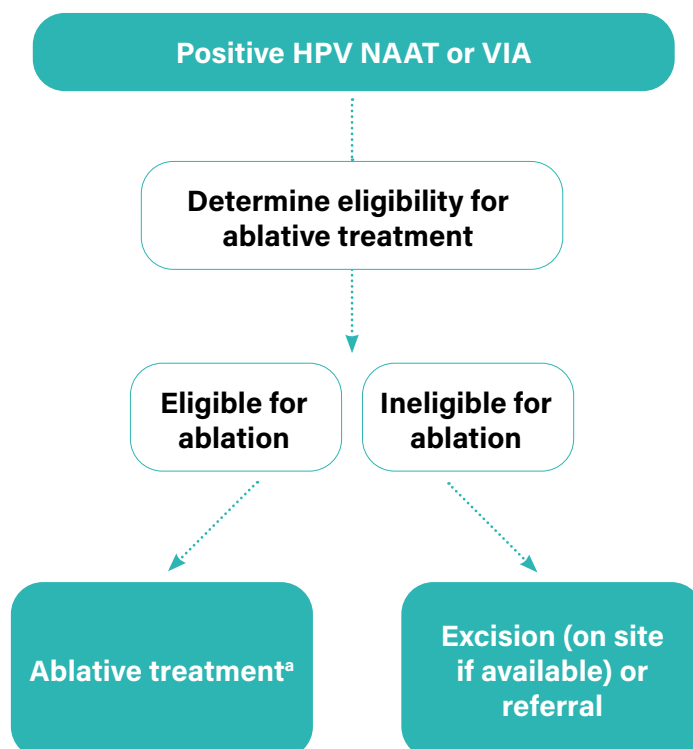 Positive HPV NAAT or VIA
Determine eligibility for
ablative treatment
Eligible for
ablation
Ineligible for
ablation
Ablative treatmentᵃ
Excision (on site
if available) or
referral